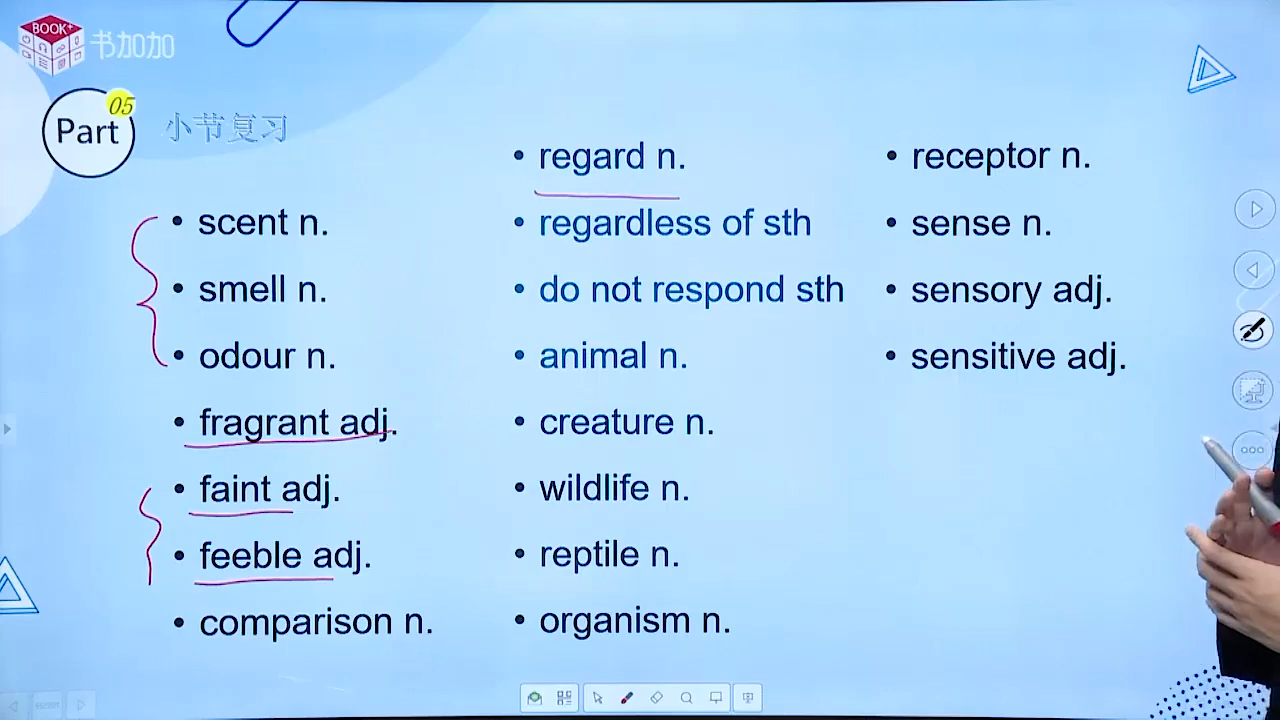 BOOK+
书加加
Part
05
小节复习
• scent n.
• smell n.
• odour n.
• fragrant adj.
• faint adj.
• feeble adj.
• comparison n.
• regard n.
• regardless of sth
• do not respond sth
• animal n.
• creature n.
• wildlife n.
• reptile n.
• organism n.
• receptor n.
• sense n.
• sensory adj.
• sensitive adj.